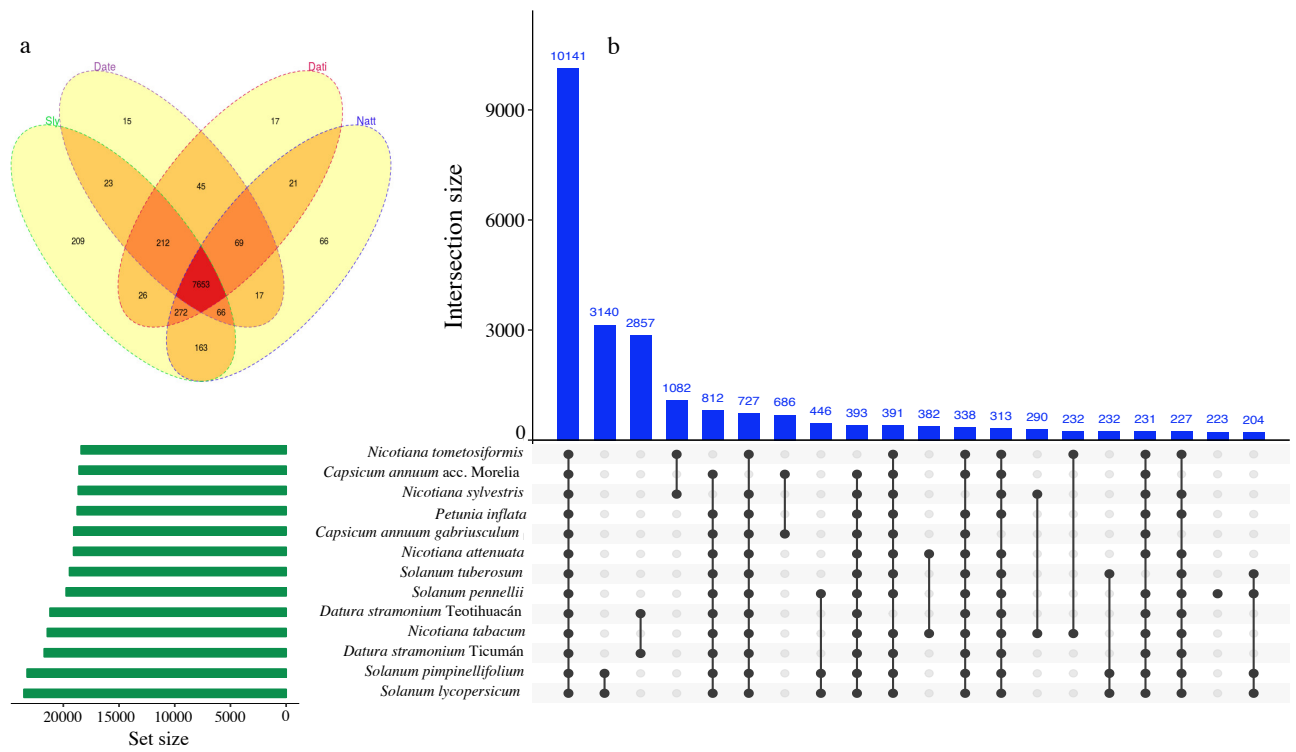 a
Date
Dati
Sly
Natt
15
17
23
45
21
209
212
69
66
7653
26
17
272
66
163
b
Intersection size
9000
6000
3000
0
10141
3140
2857
1082
812
727
686
446
393
391
382
338
313
290
232
232
231
227
223
204
Nicotiana tometosiformis
Capsicum annuum acc. Morelia
Nicotiana sylvestris
Petunia inflata
Capsicum annuum gabriusculum
Nicotiana attenuata
Solanum tuberosum
Solanum pennellii
Datura stramonium Teotihuacán
Nicotiana tabacum
Datura stramonium Ticumán
Solanum pimpinellifolium
Solanum lycopersicum
20000 15000 10000 5000 0
Set size